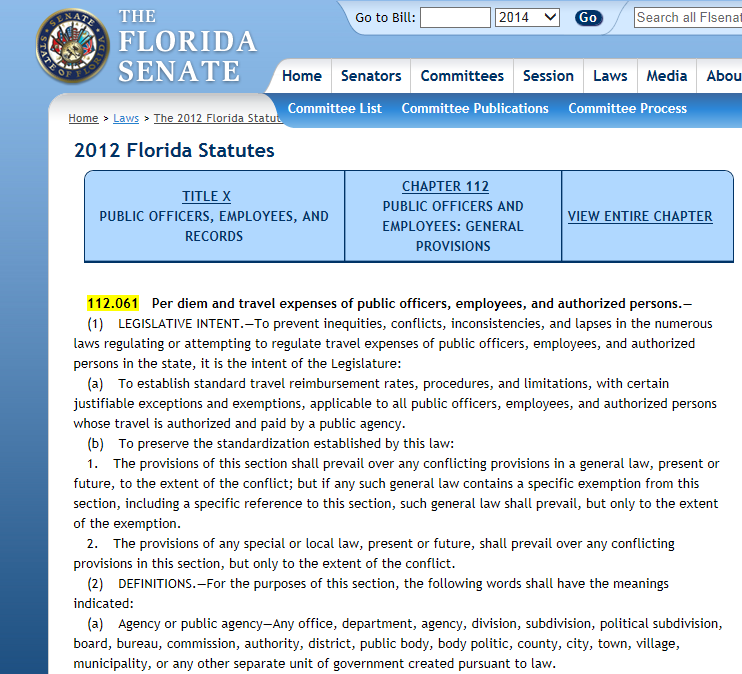 THE
FLORIDA
SENATE
Go to Bill:
2014
Go
Search all Flsenat
Home
Senators
Committees
Session
Laws
Media
Abou
Committee List
Committee Publications
Committee Process
Home > Laws > The 2012 Florida Statut
2012 Florida Statutes
TITLE X
PUBLIC OFFICERS, EMPLOYEES, AND
RECORDS
CHAPTER 112
PUBLIC OFFICERS AND
EMPLOYEES: GENERAL
PROVISIONS
VIEW ENTIRE CHAPTER
112.061 Per diem and travel expenses of public officers, employees, and authorized persons.—
(1) LEGISLATIVE INTENT.—To prevent inequities, conflicts, inconsistencies, and lapses in the numerous
laws regulating or attempting to regulate travel expenses of public officers, employees, and authorized
persons in the state, it is the intent of the Legislature:
(a) To establish standard travel reimbursement rates, procedures, and limitations, with certain
justifiable exceptions and exemptions, applicable to all public officers, employees, and authorized persons
whose travel is authorized and paid by a public agency.
(b) To preserve the standardization established by this law:
1. The provisions of this section shall prevail over any conflicting provisions in a general law, present or
future, to the extent of the conflict; but if any such general law contains a specific exemption from this
section, including a specific reference to this section, such general law shall prevail, but only to the extent
of the exemption.
2. The provisions of any special or local law, present or future, shall prevail over any conflicting
provisions in this section, but only to the extent of the conflict.
(2) DEFINITIONS.—For the purposes of this section, the following words shall have the meanings
indicated:
(a) Agency or public agency—Any office, department, agency, division, subdivision, political subdivision,
board, bureau, commission, authority, district, public body, body politic, county, city, town, village,
municipality, or any other separate unit of government created pursuant to law.
SENATE
STATE OF FLORIDA